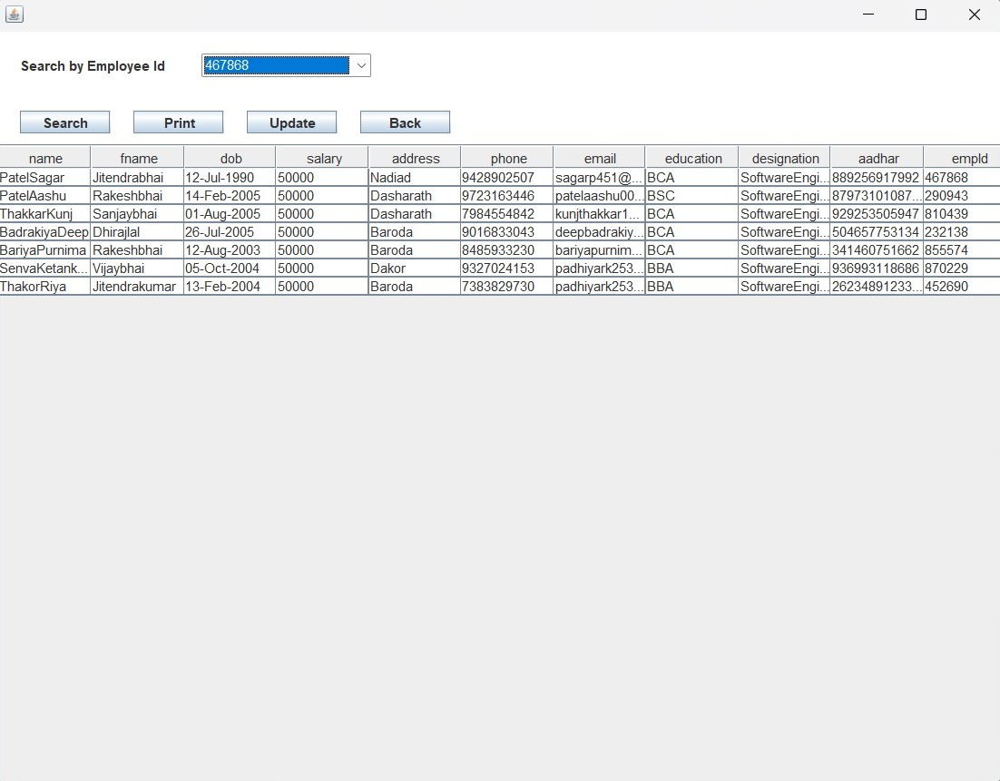 Search by Employee Id 467868
Search Print Update Back
name fname dob salary address phone email education designation aadhar empId
PatelSagar Jitendrabhai 12-Jul-1990 50000 Nadiad 9428902507 sagarp451@... BCA SoftwareEngi... 889256917992 467868
PatelAashu Rakeshbhai 14-Feb-2005 50000 Dasharath 9723163446 patelaashu00... BSC SoftwareEngi... 87973101087... 290943
ThakkarKunj Sanjaybhai 01-Aug-2005 50000 Dasharath 7984554842 kunjthakkar1... BCA SoftwareEngi... 929253505947 810439
BadrakiyaDeep Dhirajlal 26-Jul-2005 50000 Baroda 9016833043 deepbadrakiy... BCA SoftwareEngi... 504657753134 232138
BariyaPurnima Rakeshbhai 12-Aug-2003 50000 Baroda 8485933230 bariyapurnim... BCA SoftwareEngi... 341460751662 855574
SenvaKetank... Vijaybhai 05-Oct-2004 50000 Dakor 9327024153 padhiyark253... BBA SoftwareEngi... 936993118686 870229
ThakorRiya Jitendrakumar 13-Feb-2004 50000 Baroda 7383829730 padhiyark253... BBA SoftwareEngi... 26234891233... 452690